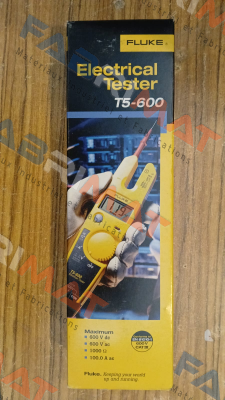 FLUKE
Electrical
Tester
T5-600
Maximum
600 V dc
600 V ac
1000 Ω
100.0 A ac
Fluke. Keeping your world
up and running
FABRIMAT